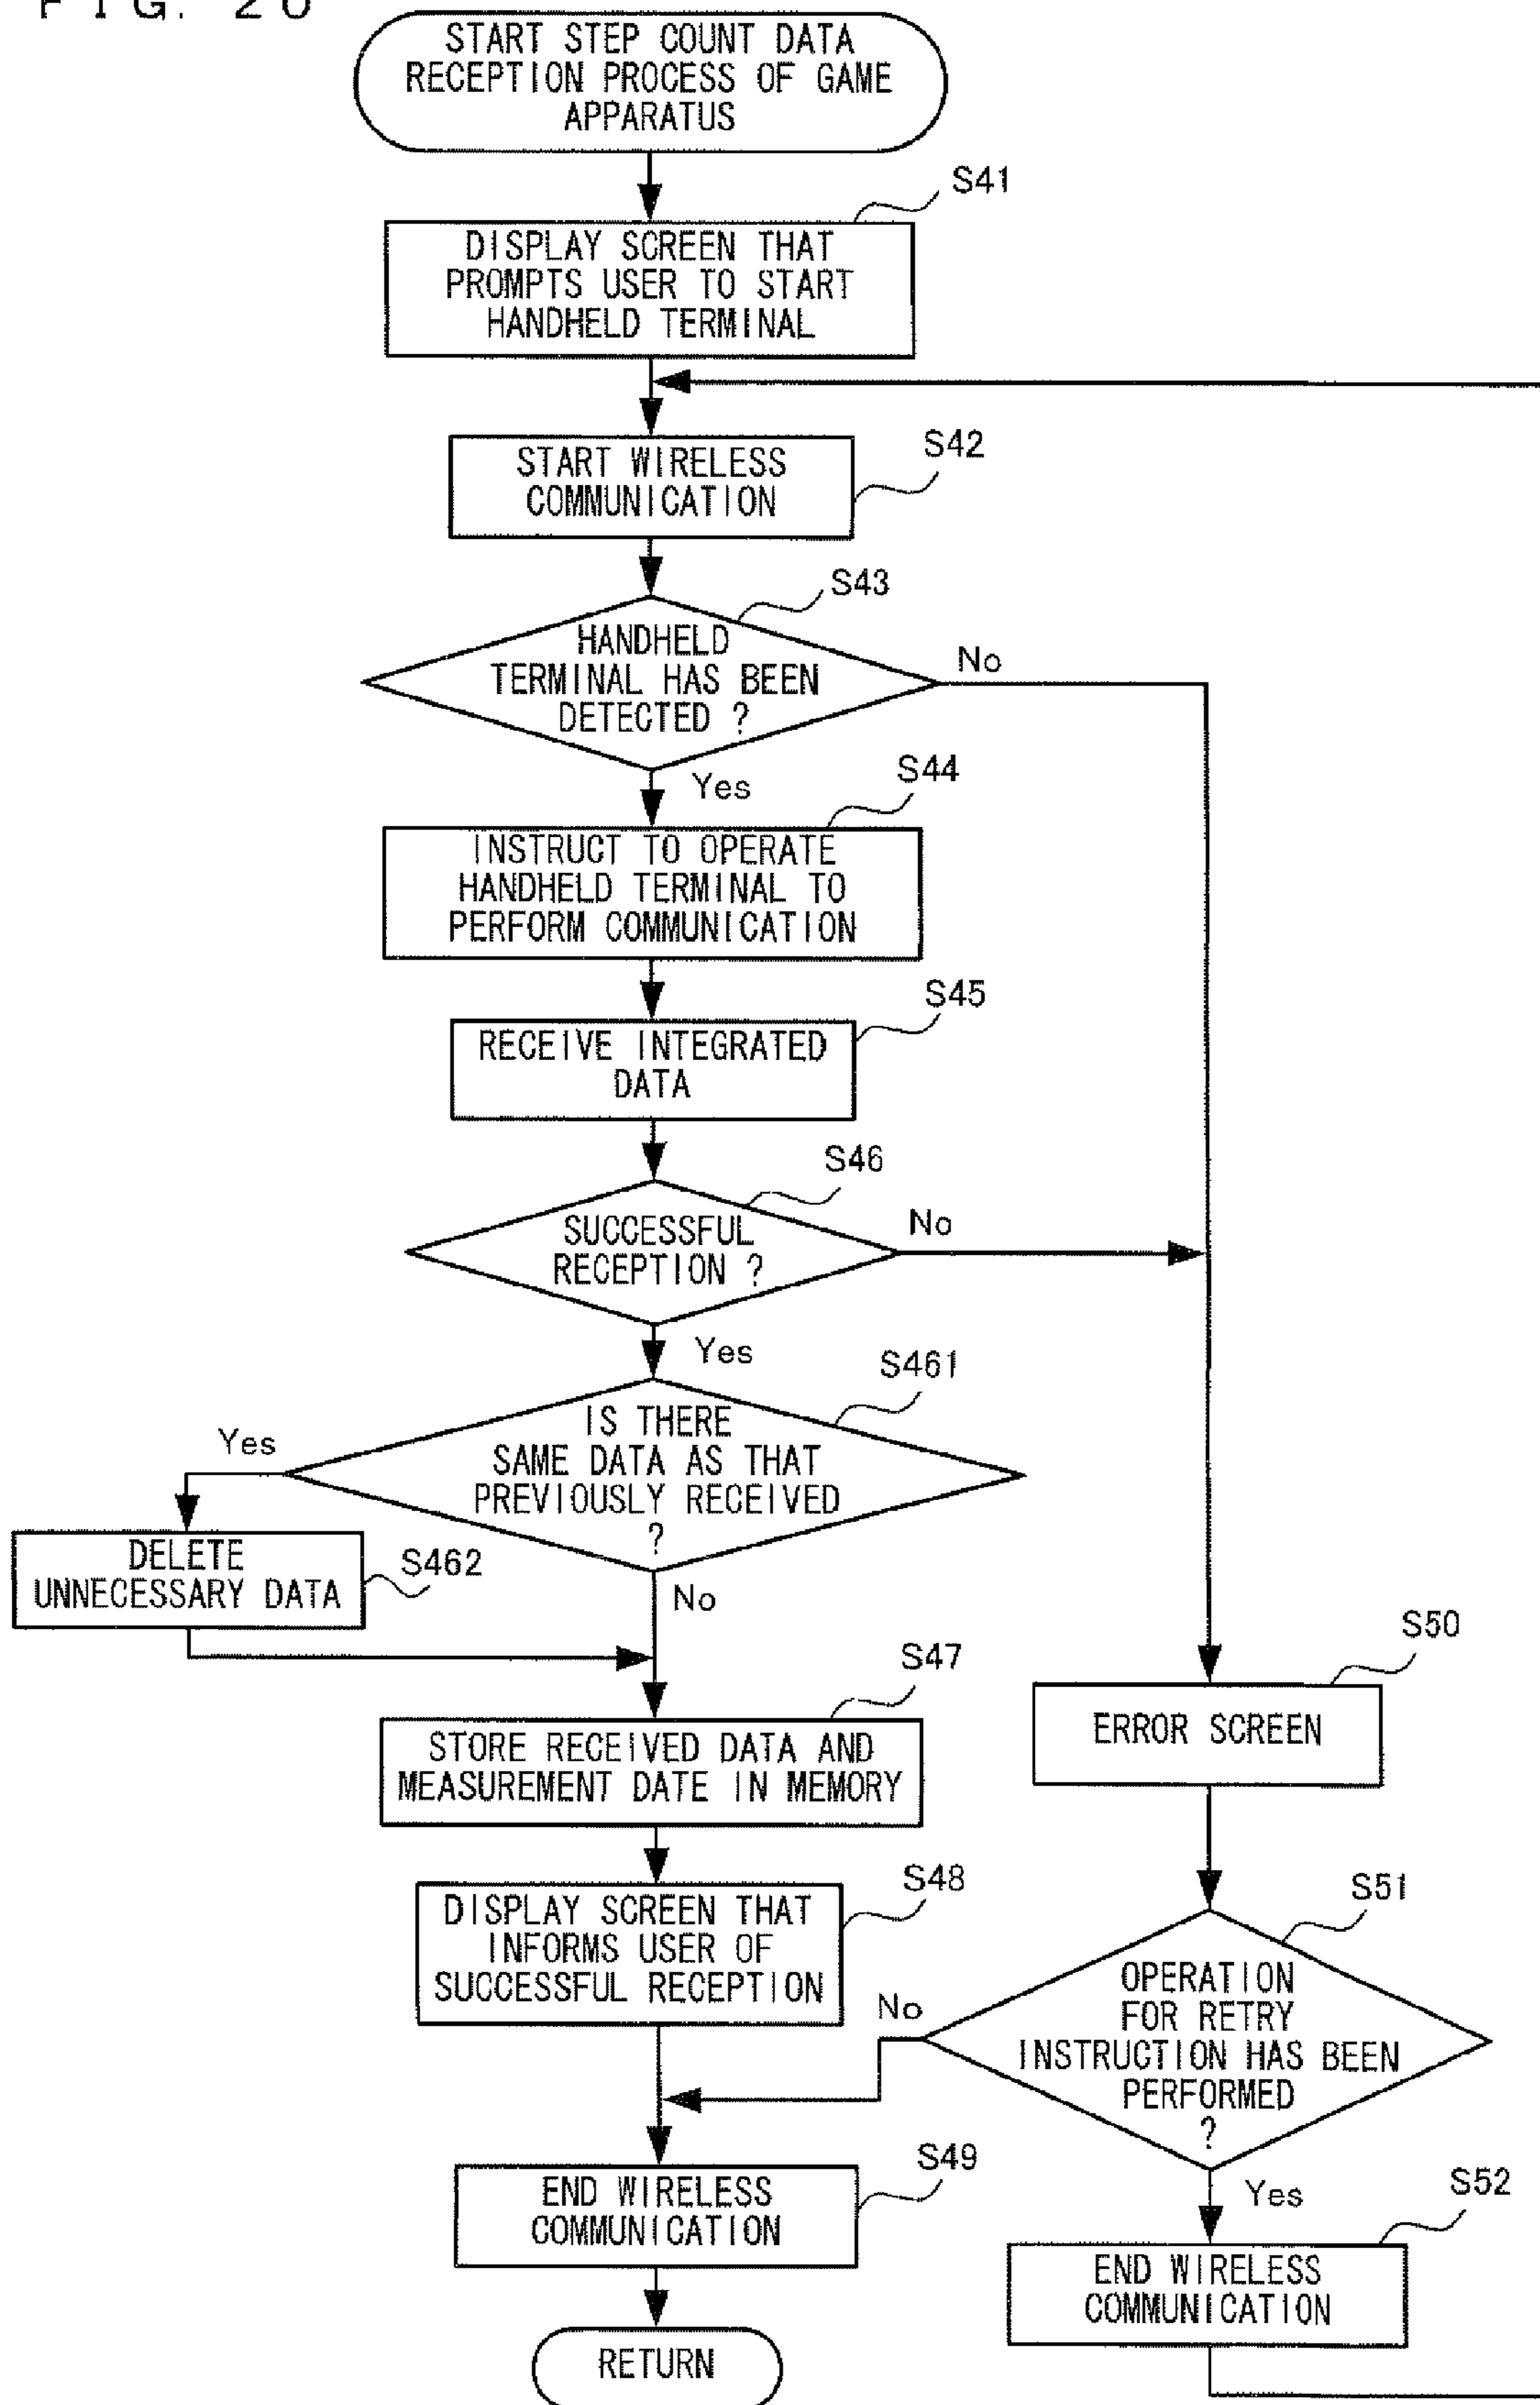 FIG. 20
START STEP COUNT DATA
RECEPTION PROCESS OF GAME
APPARATUS
S41
DISPLAY SCREEN THAT
PROMPTS USER TO START
HANDHELD TERMINAL
S42
START WIRELESS
COMMUNICATION
S43
HANDHELD
TERMINAL HAS BEEN
DETECTED ?
No
Yes
S44
INSTRUCT TO OPERATE
HANDHELD TERMINAL TO
PERFORM COMMUNICATION
S45
RECEIVE INTEGRATED
DATA
S46
SUCCESSFUL
RECEPTION ?
No
Yes
S461
IS THERE
SAME DATA AS THAT
PREVIOUSLY RECEIVED
?
Yes
No
DELETE
UNNECESSARY DATA
S462
S47
STORE RECEIVED DATA AND
MEASUREMENT DATE IN MEMORY
S50
ERROR SCREEN
S48
DISPLAY SCREEN THAT
INFORMS USER OF
SUCCESSFUL RECEPTION
S51
OPERATION
FOR RETRY
INSTRUCTION HAS BEEN
PERFORMED
?
No
Yes
S49
END WIRELESS
COMMUNICATION
S52
END WIRELESS
COMMUNICATION
RETURN